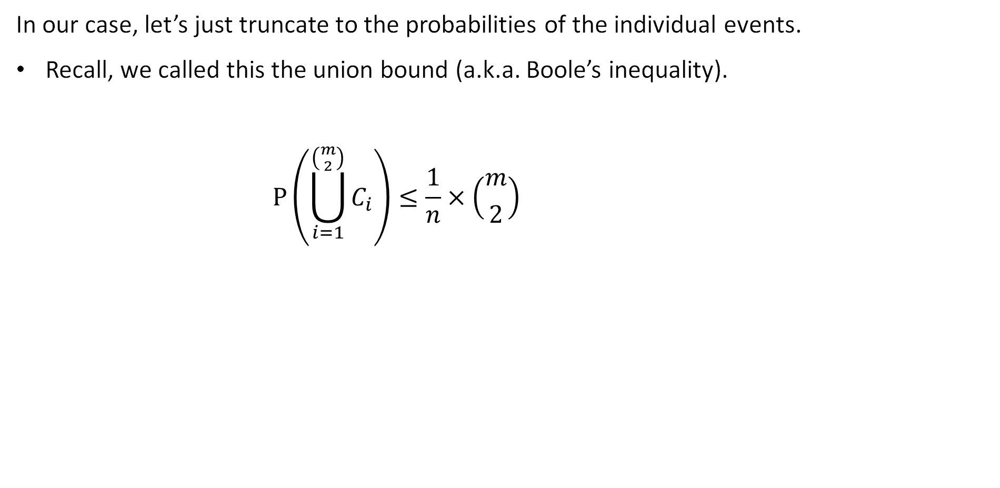 In our case, let’s just truncate to the probabilities of the individual events.
• Recall, we called this the union bound (a.k.a. Boole’s inequality).
$$P\left(\bigcup_{i=1}^{\binom{m}{2}} C_i\right) \leq \frac{1}{n} \times \binom{m}{2}$$